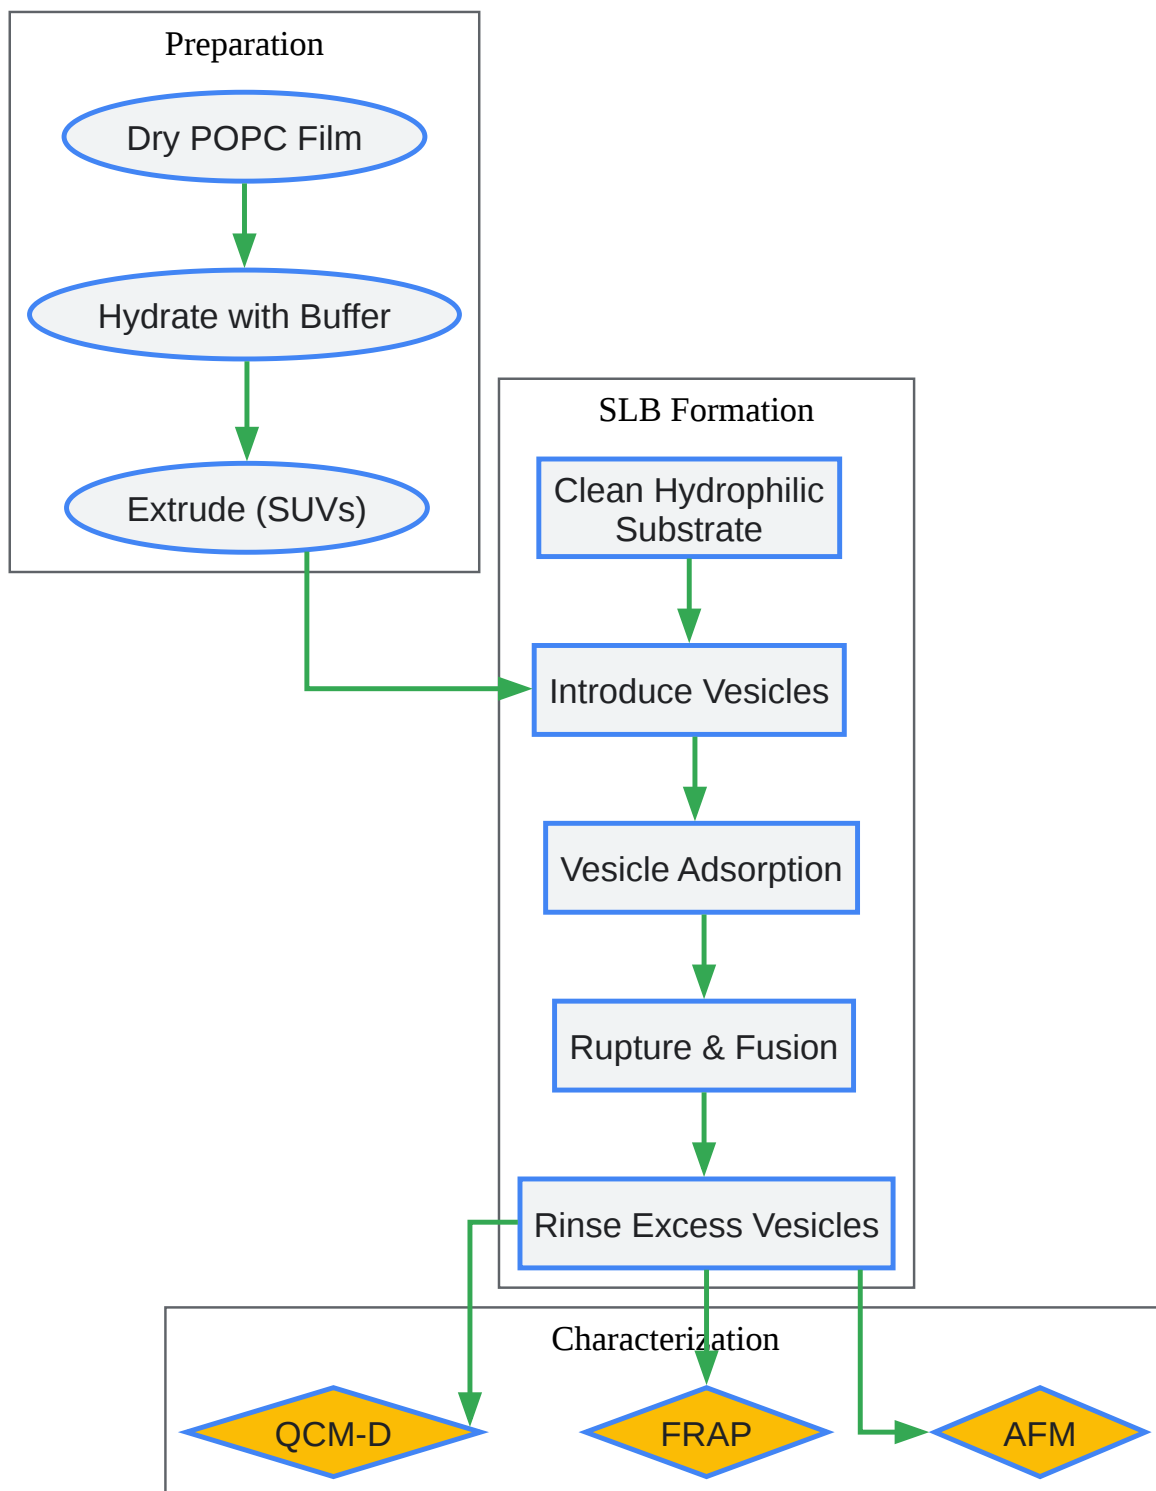 Preparation
Dry POPC Film
Hydrate with Buffer
Extrude (SUVs)
SLB Formation
Clean Hydrophilic
Substrate
Introduce Vesicles
Vesicle Adsorption
Rupture & Fusion
Rinse Excess Vesicles
Characterization
QCM-D
FRAP
AFM